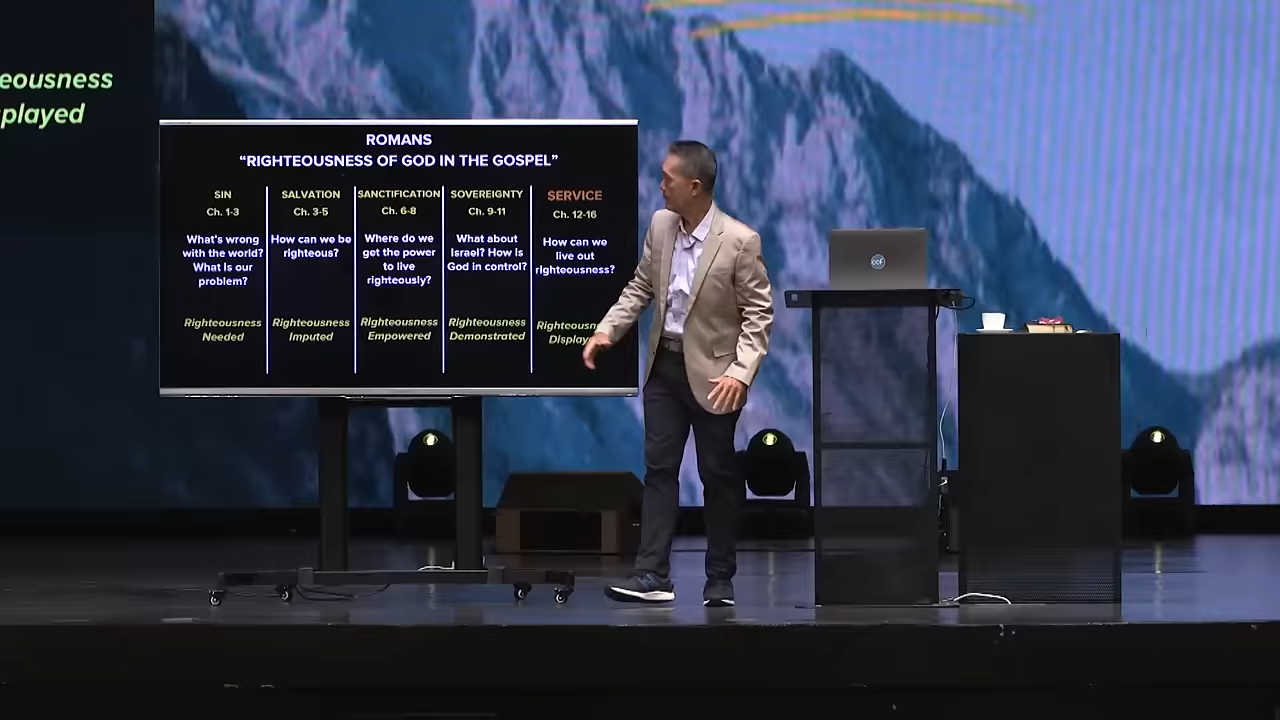 eousness
played
ROMANS
“RIGHTEOUSNESS OF GOD IN THE GOSPEL”
SIN
Ch. 1-3
What's wrong
with the world?
What is our
problem?
Righteousness
Needed
SALVATION
Ch. 3-5
How can we be
righteous?
Righteousness
Imputed
SANCTIFICATION
Ch. 6-8
Where do we
get the power
to live
righteously?
Righteousness
Empowered
SOVEREIGNTY
Ch. 9-11
What about
Israel? How is
God in control?
Righteousness
Demonstrated
SERVICE
Ch. 12-16
How can we
live out
righteousness?
Righteousn
Display